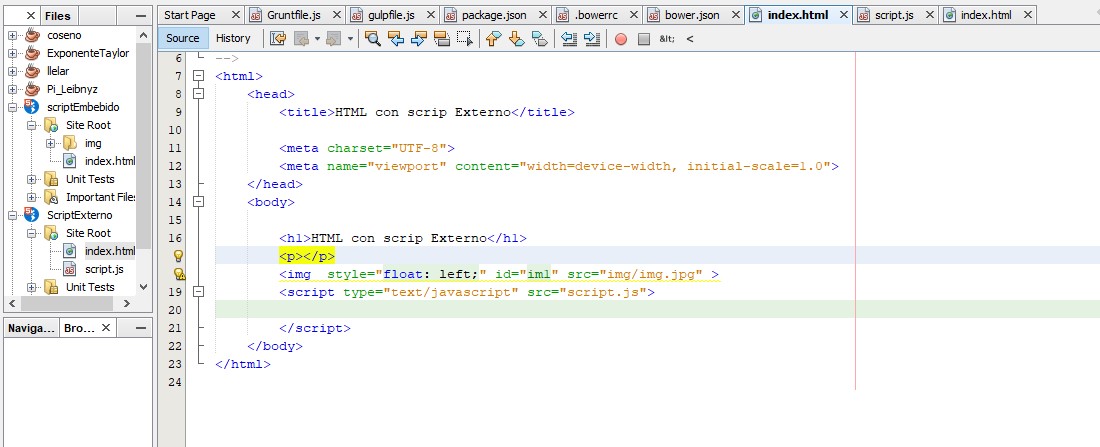 Files
Start Page Gruntfile.js gulpfile.js package.json .bowerrc bower.json index.html script.js index.html
Source History &lt; <
coseno
ExponenteTaylor
llelar
Pi_Leibnyz
scriptEmbebido
Site Root
img
index.html
Unit Tests
Important Files
ScriptExterno
Site Root
index.html
script.js
Unit Tests
Naviga... Bro...
6 -->
7 <html>
8 <head>
9 <title>HTML con scrip Externo</title>
10
11 <meta charset="UTF-8">
12 <meta name="viewport" content="width=device-width, initial-scale=1.0">
13 </head>
14 <body>
15
16 <h1>HTML con scrip Externo</h1>
<p></p>
<img  style="float: left;" id="im1" src="img/img.jpg" >
19 <script type="text/javascript" src="script.js">
20
21 </script>
22 </body>
23 </html>
24